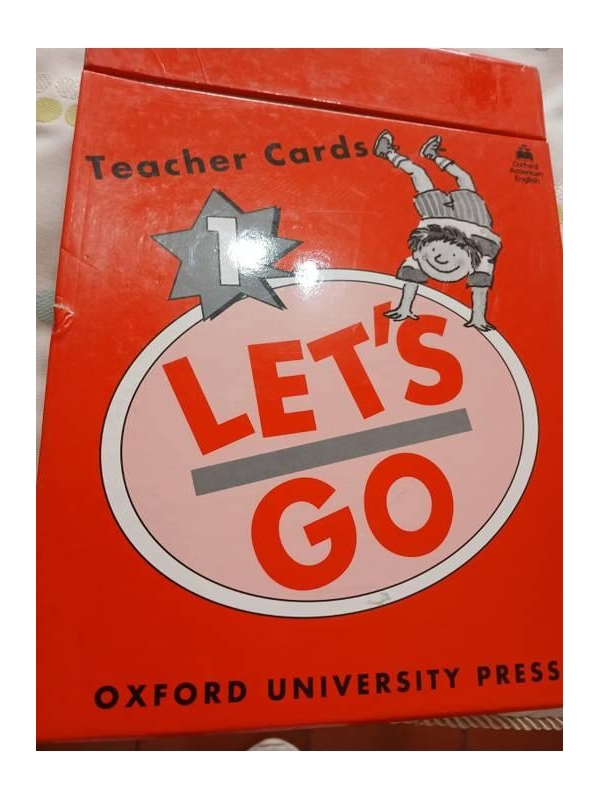 Teacher Cards
Oxford
American
English
1
LET'S
GO
OXFORD UNIVERSITY PRESS